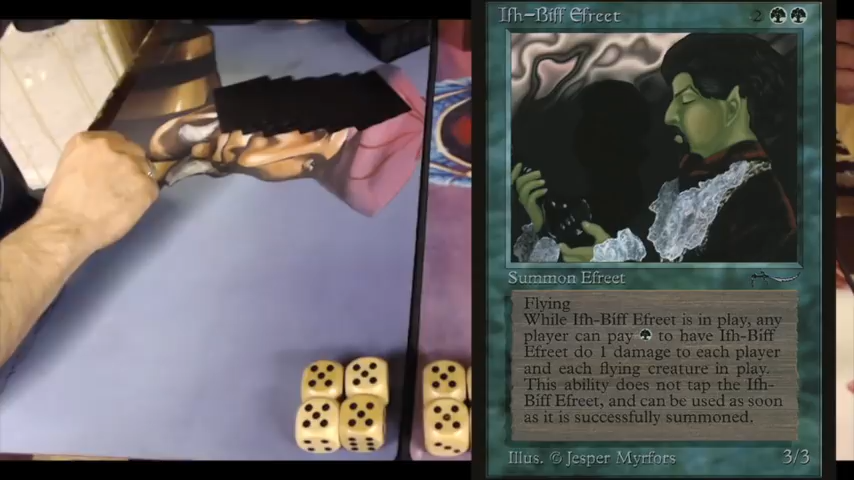 Ifh-Biff Efreet 2
Summon Efreet
Flying
While Ifh-Biff Efreet is in play, any
player can pay to have Ifh-Biff
Efreet do 1 damage to each player
and each flying creature in play.
This ability does not tap the Ifh-
Biff Efreet, and can be used as soon
as it is successfully summoned.
Illus. © Jesper Myrfors 3/3